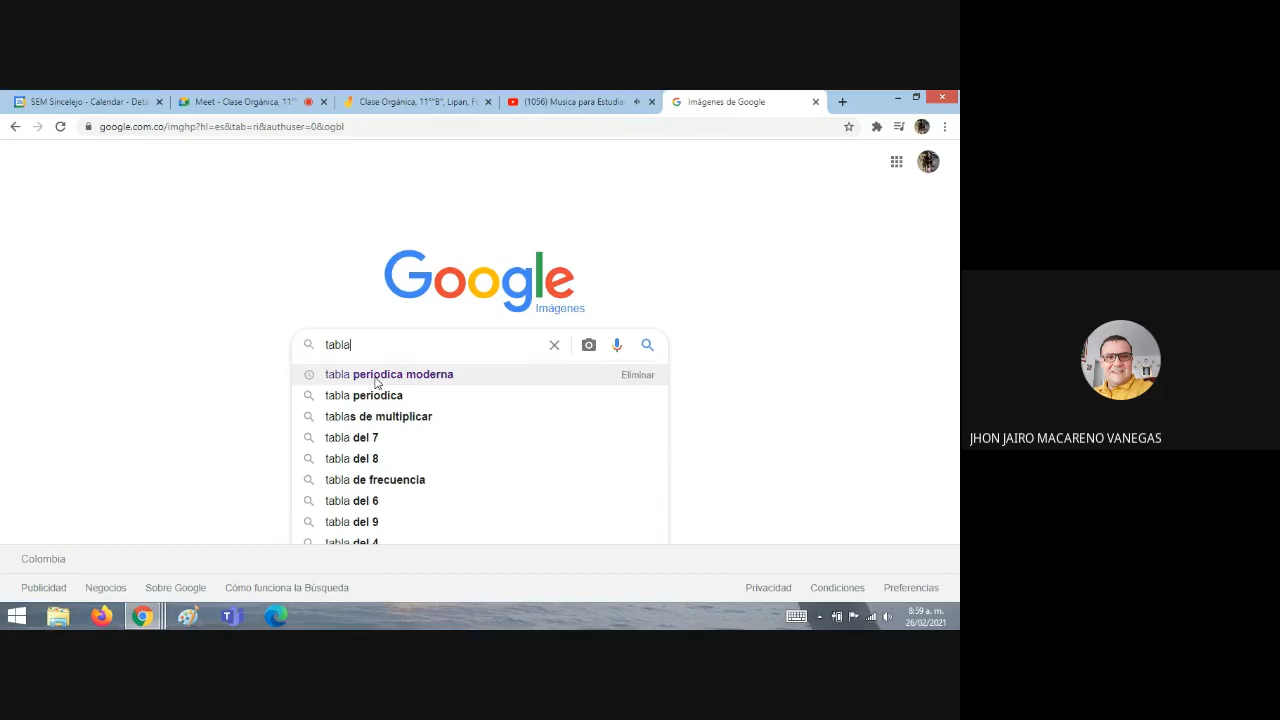 SEM Sincelejo - Calendar - Deta
Meet - Clase Orgánica, 11°
Clase Orgánica, 11°"B", Lipan, Fe
(1056) Musica para Estudia
Imágenes de Google
google.com.co/imghp?hl=es&tab=ri&authuser=0&ogbl
Google
Imágenes
tabla
tabla periodica moderna
Eliminar
tabla periodica
tablas de multiplicar
tabla del 7
tabla del 8
tabla de frecuencia
tabla del 6
tabla del 9
tabla del 4
JHON JAIRO MACARENO VANEGAS
Colombia
Publicidad Negocios Sobre Google Cómo funciona la Búsqueda Privacidad Condiciones Preferencias
8:59 a. m.
26/02/2021